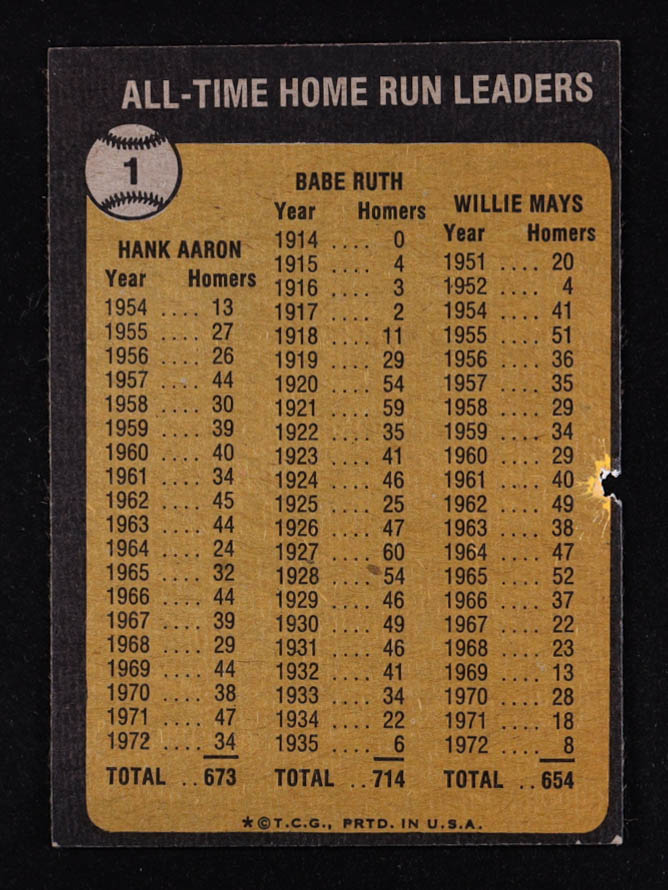 ALL-TIME HOME RUN LEADERS
1
HANK AARON
Year Homers
1954 .... 13
1955 .... 27
1956 .... 26
1957 .... 44
1958 .... 30
1959 .... 39
1960 .... 40
1961 .... 34
1962 .... 45
1963 .... 44
1964 .... 24
1965 .... 32
1966 .... 44
1967 .... 39
1968 .... 29
1969 .... 44
1970 .... 38
1971 .... 47
1972 .... 34
TOTAL .. 673
BABE RUTH
Year Homers
1914 .... 0
1915 .... 4
1916 .... 3
1917 .... 2
1918 .... 11
1919 .... 29
1920 .... 54
1921 .... 59
1922 .... 35
1923 .... 41
1924 .... 46
1925 .... 25
1926 .... 47
1927 .... 60
1928 .... 54
1929 .... 46
1930 .... 49
1931 .... 46
1932 .... 41
1933 .... 34
1934 .... 22
1935 .... 6
TOTAL .. 714
WILLIE MAYS
Year Homers
1951 .... 20
1952 .... 4
1954 .... 41
1955 .... 51
1956 .... 36
1957 .... 35
1958 .... 29
1959 .... 34
1960 .... 29
1961 .... 40
1962 .... 49
1963 .... 38
1964 .... 47
1965 .... 52
1966 .... 37
1967 .... 22
1968 .... 23
1969 .... 13
1970 .... 28
1971 .... 18
1972 .... 8
TOTAL .. 654
*©T.C.G., PRTD. IN U.S.A.